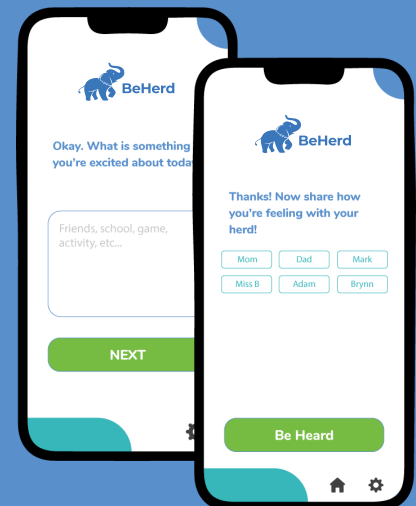 BeHerd
Okay. What is something
you're excited about
Friends, school, game,
activity, etc...
NEXT
BeHerd
Thanks! Now share how
you're feeling with your
herd!
Mom Dad Mark
Miss B Adam Brynn
Be Heard